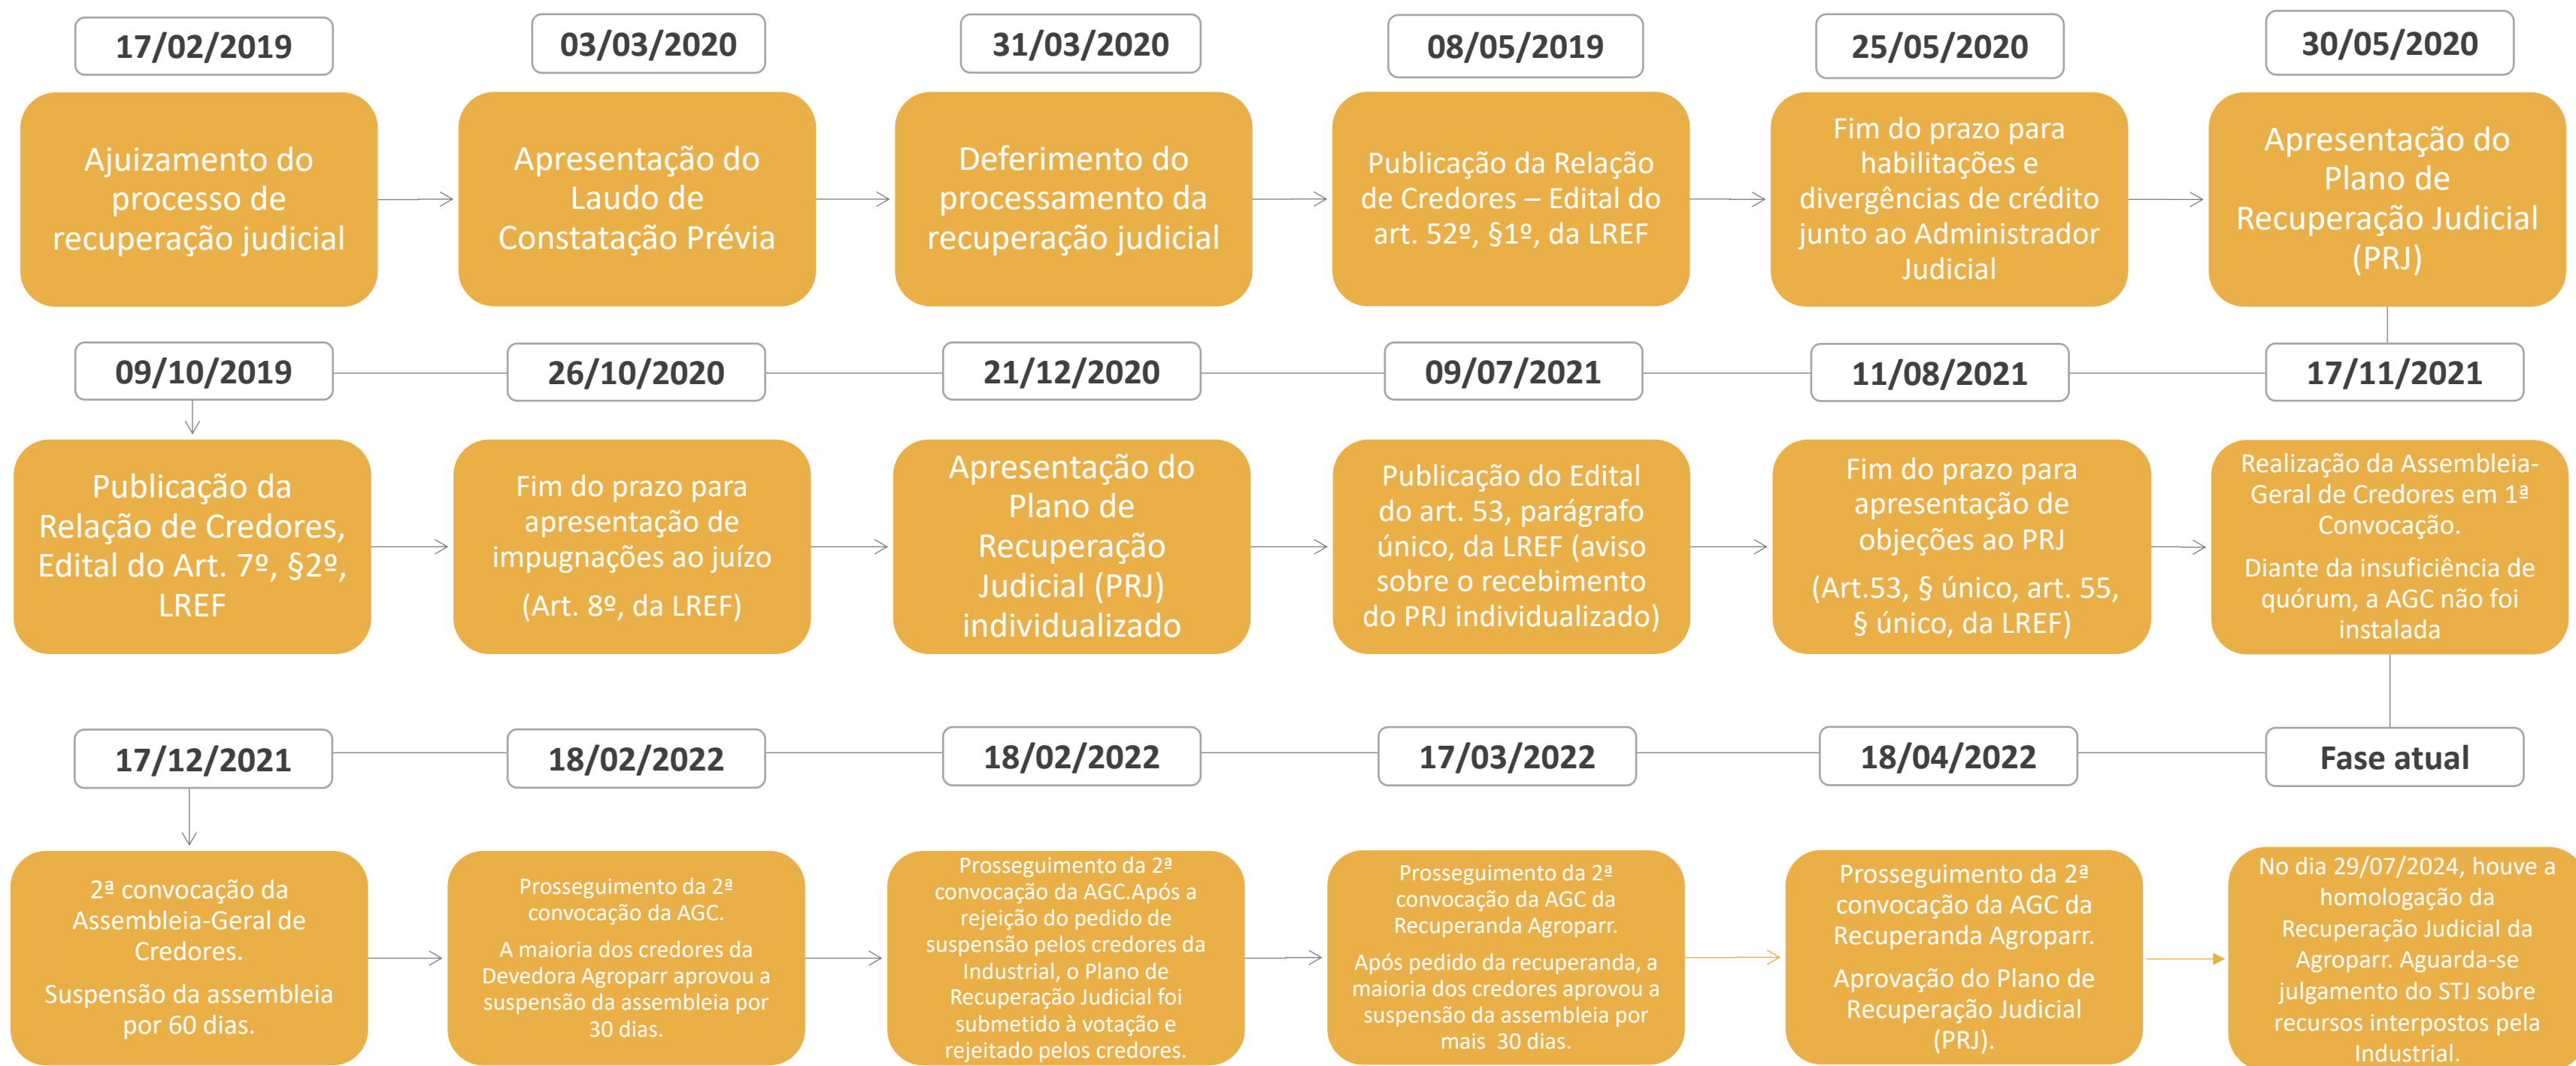 17/02/2019
03/03/2020
31/03/2020
08/05/2019
25/05/2020
30/05/2020
Ajuizamento do
processo de
recuperação judicial
Apresentação do
Laudo de
Constatação Prévia
Deferimento do
processamento da
recuperação judicial
Publicação da Relação
de Credores – Edital do
art. 52º, §1º, da LREF
Fim do prazo para
habilitações e
divergências de crédito
junto ao Administrador
Judicial
Apresentação do
Plano de
Recuperação Judicial
(PRJ)
09/10/2019
26/10/2020
21/12/2020
09/07/2021
11/08/2021
17/11/2021
Publicação da
Relação de Credores,
Edital do Art. 7º, §2º,
LREF
Fim do prazo para
apresentação de
impugnações ao juízo
(Art. 8º, da LREF)
Apresentação do
Plano de
Recuperação
Judicial (PRJ)
individualizado
Publicação do Edital
do art. 53, parágrafo
único, da LREF (aviso
sobre o recebimento
do PRJ individualizado)
Fim do prazo para
apresentação de
objeções ao PRJ
(Art.53, § único, art. 55,
§ único, da LREF)
Realização da Assembleia-
Geral de Credores em 1ª
Convocação.
Diante da insuficiência de
quórum, a AGC não foi
instalada
17/12/2021
18/02/2022
18/02/2022
17/03/2022
18/04/2022
Fase atual
2ª convocação da
Assembleia-Geral de
Credores.
Suspensão da assembleia
por 60 dias.
Prosseguimento da 2ª
convocação da AGC.
A maioria dos credores da
Devedora Agroparr aprovou a
suspensão da assembleia por
30 dias.
Prosseguimento da 2ª
convocação da AGC.Após a
rejeição do pedido de
suspensão pelos credores da
Industrial, o Plano de
Recuperação Judicial foi
submetido à votação e
rejeitado pelos credores.
Prosseguimento da 2ª
convocação da AGC da
Recuperanda Agroparr.
Após pedido da recuperanda, a
maioria dos credores aprovou a
suspensão da assembleia por
mais 30 dias.
Prosseguimento da 2ª
convocação da AGC da
Recuperanda Agroparr.
Aprovação do Plano de
Recuperação Judicial
(PRJ).
No dia 29/07/2024, houve a
homologação da
Recuperação Judicial da
Agroparr. Aguarda-se
julgamento do STJ sobre
recursos interpostos pela
Industrial.